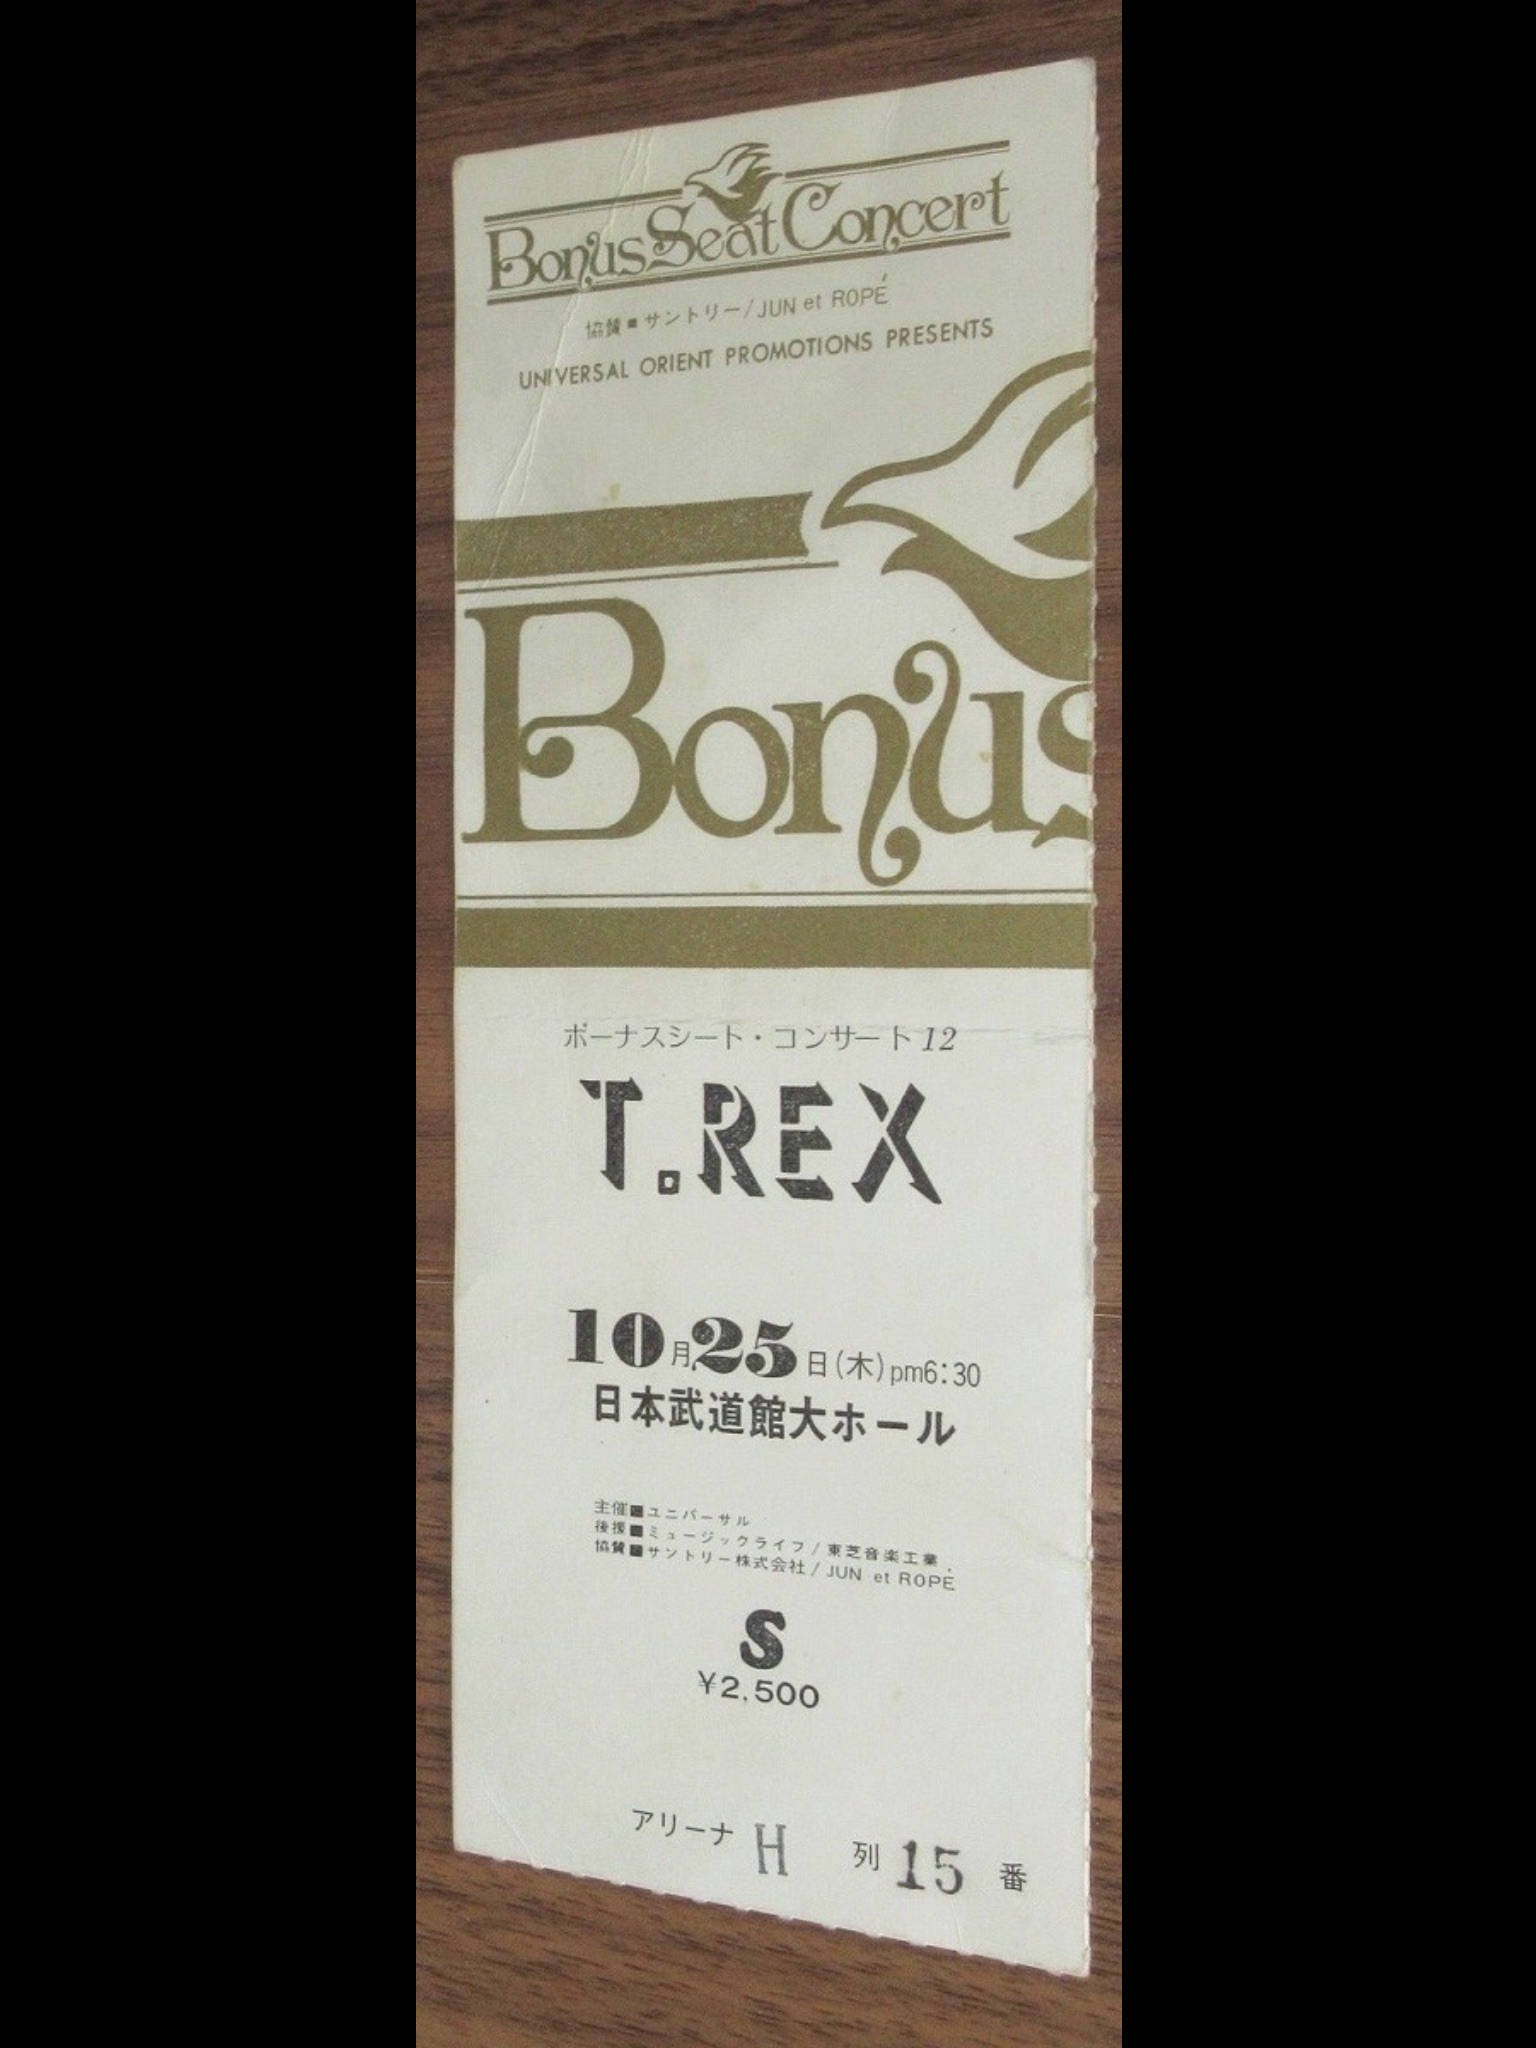 Bonus Seat Concert
協賛■サントリー/JUN et ROPÉ
UNIVERSAL ORIENT PROMOTIONS PRESENTS
Bonus
ボーナスシート・コンサート12
T.REX
10月25日(木)pm6:30
日本武道館大ホール
主催■ユニバーサル
後援■ミュージックライフ/東芝音楽工業
協賛■サントリー株式会社/JUN et ROPÉ
S
¥2,500
アリーナ H 列 15 番